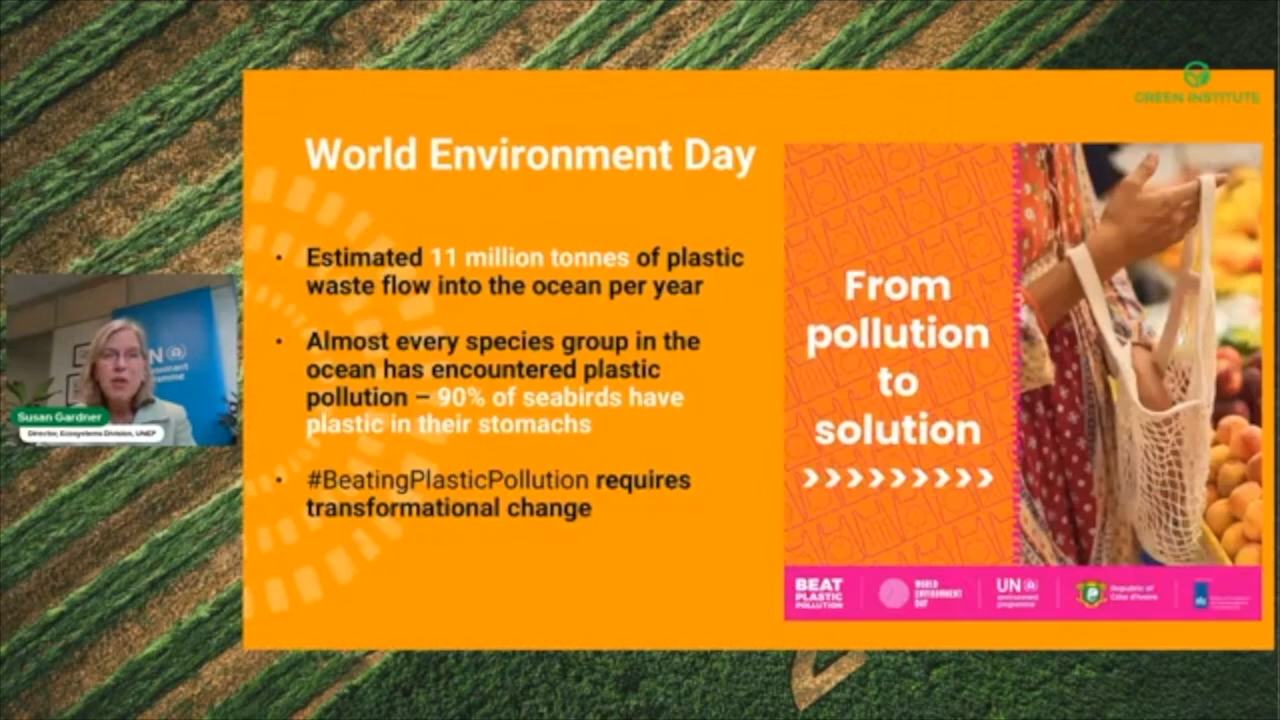 GREEN INSTITUTE
World Environment Day
• Estimated 11 million tonnes of plastic
waste flow into the ocean per year
• Almost every species group in the
ocean has encountered plastic
pollution – 90% of seabirds have
plastic in their stomachs
• #BeatingPlasticPollution requires
transformational change
From
pollution
to
solution
BEAT
PLASTIC
POLLUTION
WORLD
ENVIRONMENT
DAY
UN
environment
programme
Republic of
Côte d'Ivoire
Susan Gardner
Director, Ecosystems Division, UNEP